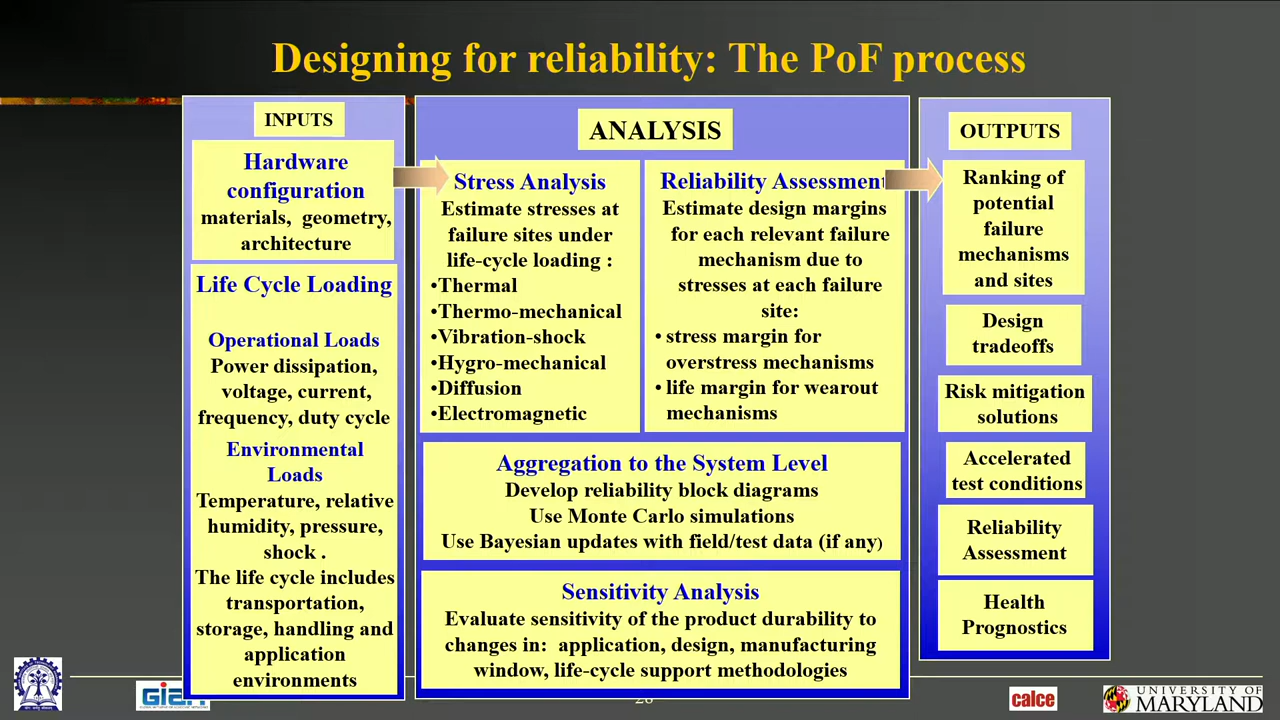 Designing for reliability: The PoF process
INPUTS
Hardware
configuration
materials, geometry,
architecture
Life Cycle Loading
Operational Loads
Power dissipation,
voltage, current,
frequency, duty cycle
Environmental
Loads
Temperature, relative
humidity, pressure,
shock .
The life cycle includes
transportation,
storage, handling and
application
environments
ANALYSIS
Stress Analysis
Estimate stresses at
failure sites under
life-cycle loading :
•Thermal
•Thermo-mechanical
•Vibration-shock
•Hygro-mechanical
•Diffusion
•Electromagnetic
Reliability Assessment
Estimate design margins
for each relevant failure
mechanism due to
stresses at each failure
site:
• stress margin for
overstress mechanisms
• life margin for wearout
mechanisms
Aggregation to the System Level
Develop reliability block diagrams
Use Monte Carlo simulations
Use Bayesian updates with field/test data (if any)
Sensitivity Analysis
Evaluate sensitivity of the product durability to
changes in: application, design, manufacturing
window, life-cycle support methodologies
OUTPUTS
Ranking of
potential
failure
mechanisms
and sites
Design
tradeoffs
Risk mitigation
solutions
Accelerated
test conditions
Reliability
Assessment
Health
Prognostics
calce
UNIVERSITY OF
MARYLAND